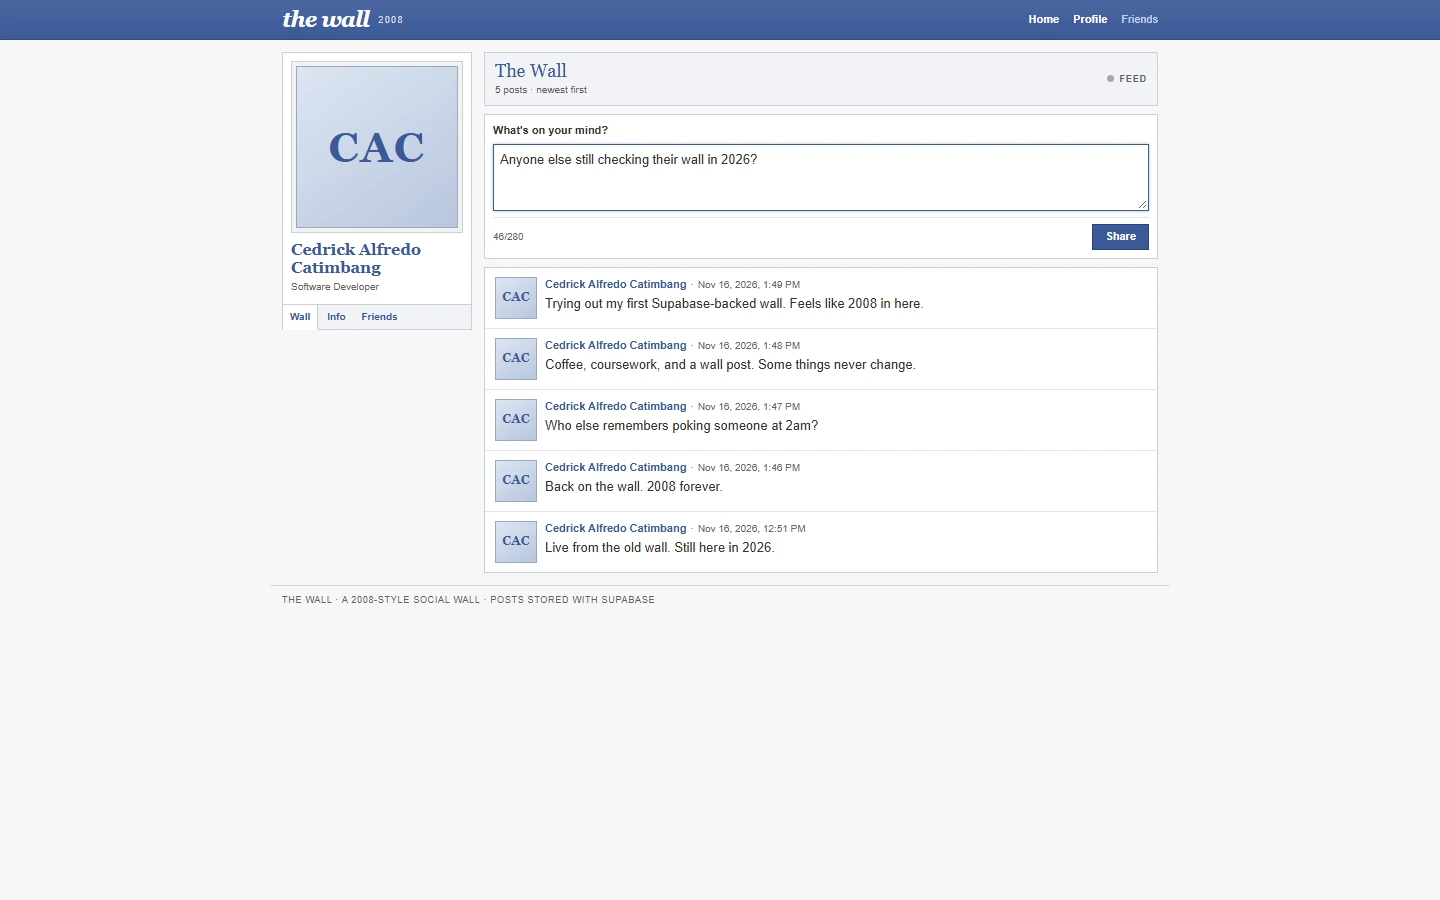 the wall 2008
Home Profile Friends
CAC
Cedrick Alfredo
Catimbang
Software Developer
Wall Info Friends
The Wall
5 posts · newest first
FEED
What's on your mind?
Anyone else still checking their wall in 2026?
46/280
Share
CAC
Cedrick Alfredo Catimbang · Nov 16, 2026, 1:49 PM
Trying out my first Supabase-backed wall. Feels like 2008 in here.
CAC
Cedrick Alfredo Catimbang · Nov 16, 2026, 1:48 PM
Coffee, coursework, and a wall post. Some things never change.
CAC
Cedrick Alfredo Catimbang · Nov 16, 2026, 1:47 PM
Who else remembers poking someone at 2am?
CAC
Cedrick Alfredo Catimbang · Nov 16, 2026, 1:46 PM
Back on the wall. 2008 forever.
CAC
Cedrick Alfredo Catimbang · Nov 16, 2026, 12:51 PM
Live from the old wall. Still here in 2026.
THE WALL · A 2008-STYLE SOCIAL WALL · POSTS STORED WITH SUPABASE